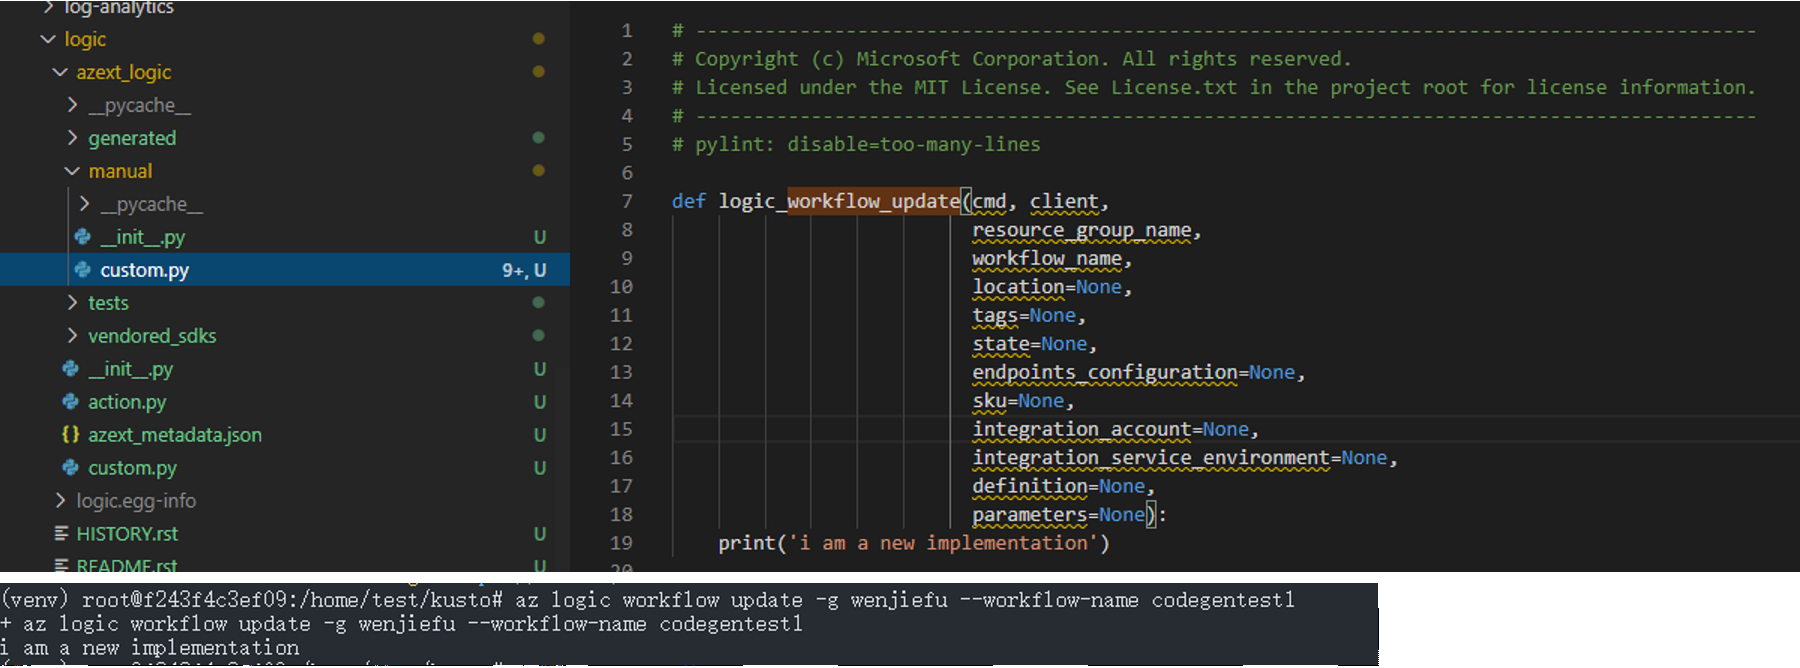 log-analytics
logic
azext_logic
__pycache__
generated
manual
__pycache__
__init__.py U
custom.py 9+, U
tests
vendored_sdks
__init__.py U
action.py U
{} azext_metadata.json U
custom.py U
logic.egg-info
HISTORY.rst U
README.rst U
1 # ------------------------------------------------------------------------------------------
2 # Copyright (c) Microsoft Corporation. All rights reserved.
3 # Licensed under the MIT License. See License.txt in the project root for license information.
4 # ------------------------------------------------------------------------------------------
5 # pylint: disable=too-many-lines
6
7 def logic_workflow_update(cmd, client,
8 resource_group_name,
9 workflow_name,
10 location=None,
11 tags=None,
12 state=None,
13 endpoints_configuration=None,
14 sku=None,
15 integration_account=None,
16 integration_service_environment=None,
17 definition=None,
18 parameters=None):
19 print('i am a new implementation')
20
(venv) root@f243f4c3ef09:/home/test/kusto# az logic workflow update -g wenjiefu --workflow-name codegentest1
+ az logic workflow update -g wenjiefu --workflow-name codegentest1
i am a new implementation